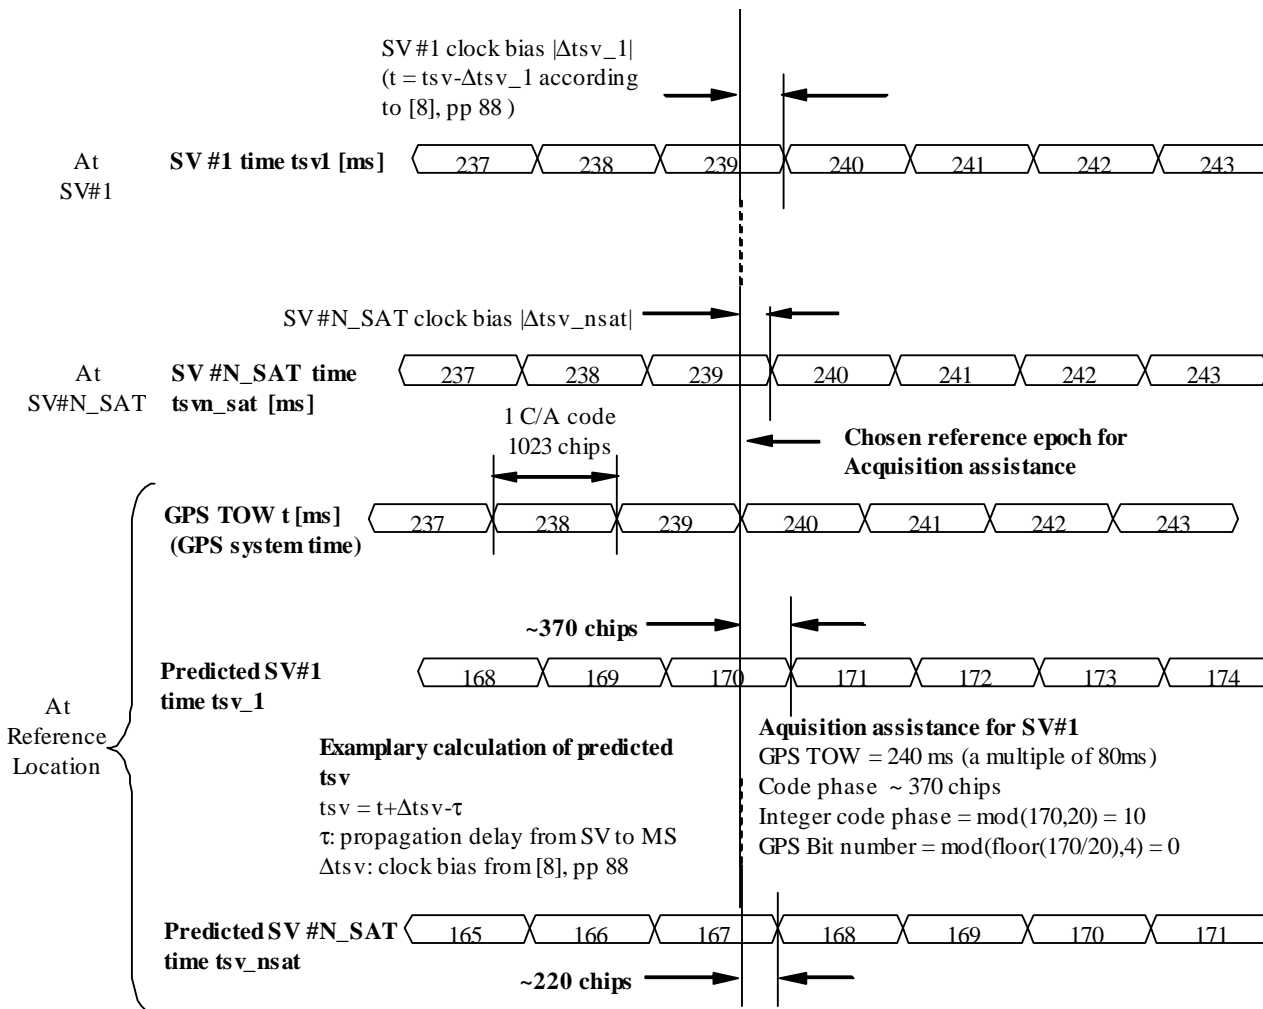 SV #1 clock bias |Δtsv_1|
(t = tsv-Δtsv_1 according
to [8], pp 88 )
At
SV#1
SV #1 time tsv1 [ms]
237 238 239 240 241 242 243
SV #N_SAT clock bias |Δtsv_nsat|
At
SV#N_SAT
SV #N_SAT time
tsvn_sat [ms]
237 238 239 240 241 242 243
1 C/A code
1023 chips
Chosen reference epoch for
Acquisition assistance
GPS TOW t [ms]
(GPS system time)
237 238 239 240 241 242 243
~370 chips
At
Reference
Location
Predicted SV#1
time tsv_1
168 169 170 171 172 173 174
Examplary calculation of predicted
tsv
tsv = t+Δtsv-τ
τ: propagation delay from SV to MS
Δtsv: clock bias from [8], pp 88
Aquisition assistance for SV#1
GPS TOW = 240 ms (a multiple of 80ms)
Code phase ~ 370 chips
Integer code phase = mod(170,20) = 10
GPS Bit number = mod(floor(170/20),4) = 0
Predicted SV #N_SAT
time tsv_nsat
165 166 167 168 169 170 171
~220 chips